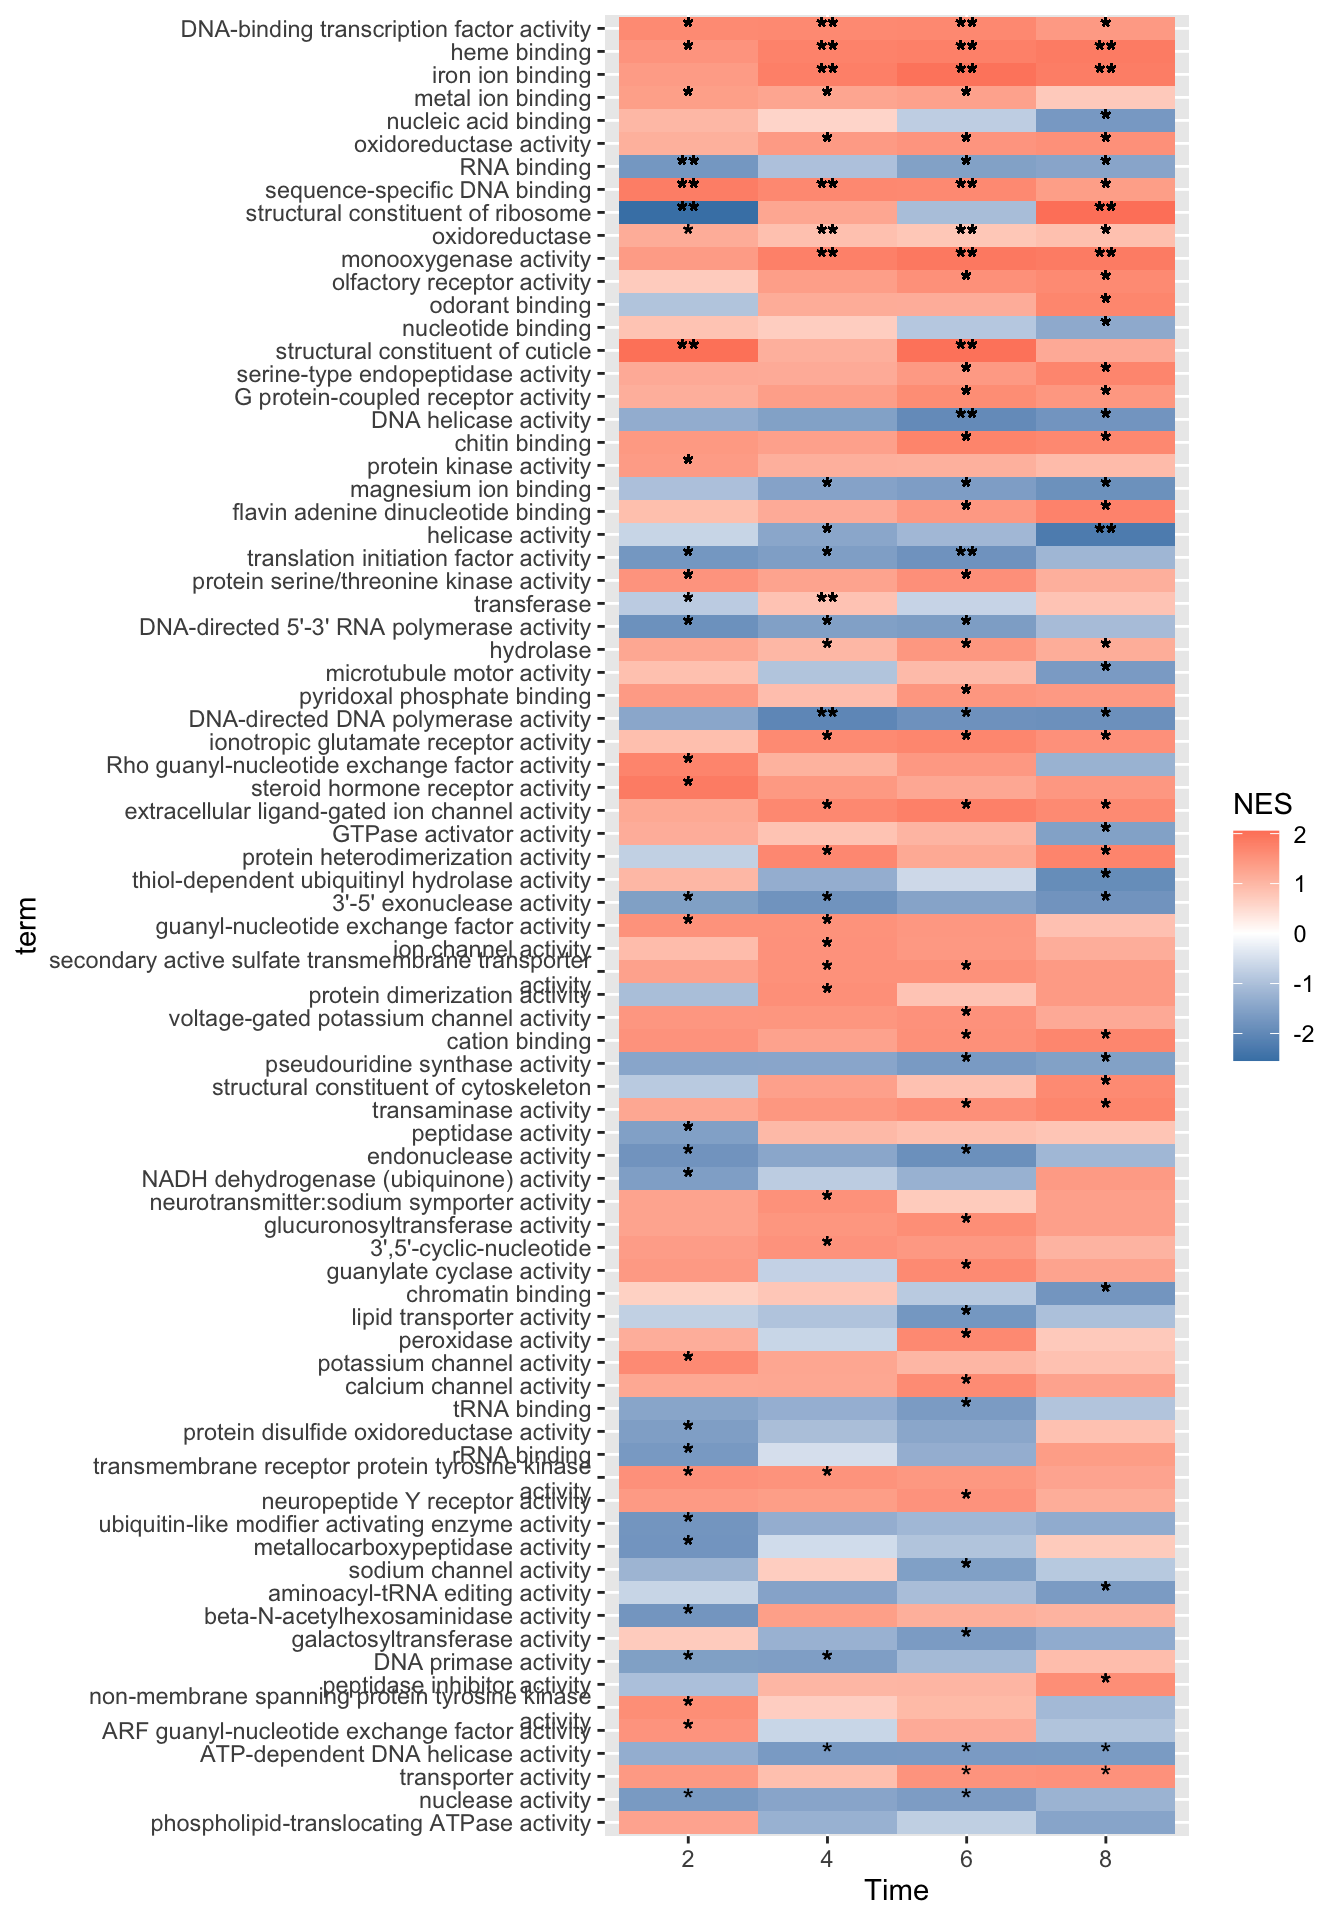 DNA-binding transcription factor activity * ** ** *
heme binding * ** ** **
iron ion binding ** ** **
metal ion binding * * *
nucleic acid binding *
oxidoreductase activity * * *
RNA binding ** * *
sequence-specific DNA binding ** ** ** *
structural constituent of ribosome ** **
oxidoreductase * ** ** *
monooxygenase activity ** ** **
olfactory receptor activity * *
odorant binding *
nucleotide binding *
structural constituent of cuticle ** **
serine-type endopeptidase activity * *
G protein-coupled receptor activity * *
DNA helicase activity ** *
chitin binding * *
protein kinase activity *
magnesium ion binding * * *
flavin adenine dinucleotide binding * *
helicase activity * **
translation initiation factor activity * * **
protein serine/threonine kinase activity * *
transferase * **
DNA-directed 5'-3' RNA polymerase activity * * *
hydrolase * * *
microtubule motor activity *
pyridoxal phosphate binding *
DNA-directed DNA polymerase activity ** * *
ionotropic glutamate receptor activity * * *
Rho guanyl-nucleotide exchange factor activity *
steroid hormone receptor activity *
extracellular ligand-gated ion channel activity * * *
GTPase activator activity *
protein heterodimerization activity * *
thiol-dependent ubiquitinyl hydrolase activity *
3'-5' exonuclease activity * * *
guanyl-nucleotide exchange factor activity * *
ion channel activity *
secondary active sulfate transmembrane transporter
activity * *
protein dimerization activity *
voltage-gated potassium channel activity *
cation binding * *
pseudouridine synthase activity * *
structural constituent of cytoskeleton *
transaminase activity * *
peptidase activity *
endonuclease activity * *
NADH dehydrogenase (ubiquinone) activity *
neurotransmitter:sodium symporter activity *
glucuronosyltransferase activity *
3',5'-cyclic-nucleotide *
guanylate cyclase activity *
chromatin binding *
lipid transporter activity *
peroxidase activity *
potassium channel activity *
calcium channel activity *
tRNA binding *
protein disulfide oxidoreductase activity *
rRNA binding *
transmembrane receptor protein tyrosine kinase
activity * *
neuropeptide Y receptor activity *
ubiquitin-like modifier activating enzyme activity *
metallocarboxypeptidase activity *
sodium channel activity *
aminoacyl-tRNA editing activity *
beta-N-acetylhexosaminidase activity *
galactosyltransferase activity *
DNA primase activity * *
peptidase inhibitor activity *
non-membrane spanning protein tyrosine kinase
activity *
ARF guanyl-nucleotide exchange factor activity *
ATP-dependent DNA helicase activity * * *
transporter activity * *
nuclease activity * *
phospholipid-translocating ATPase activity
2 4 6 8
Time
term
NES
2
1
0
-1
-2